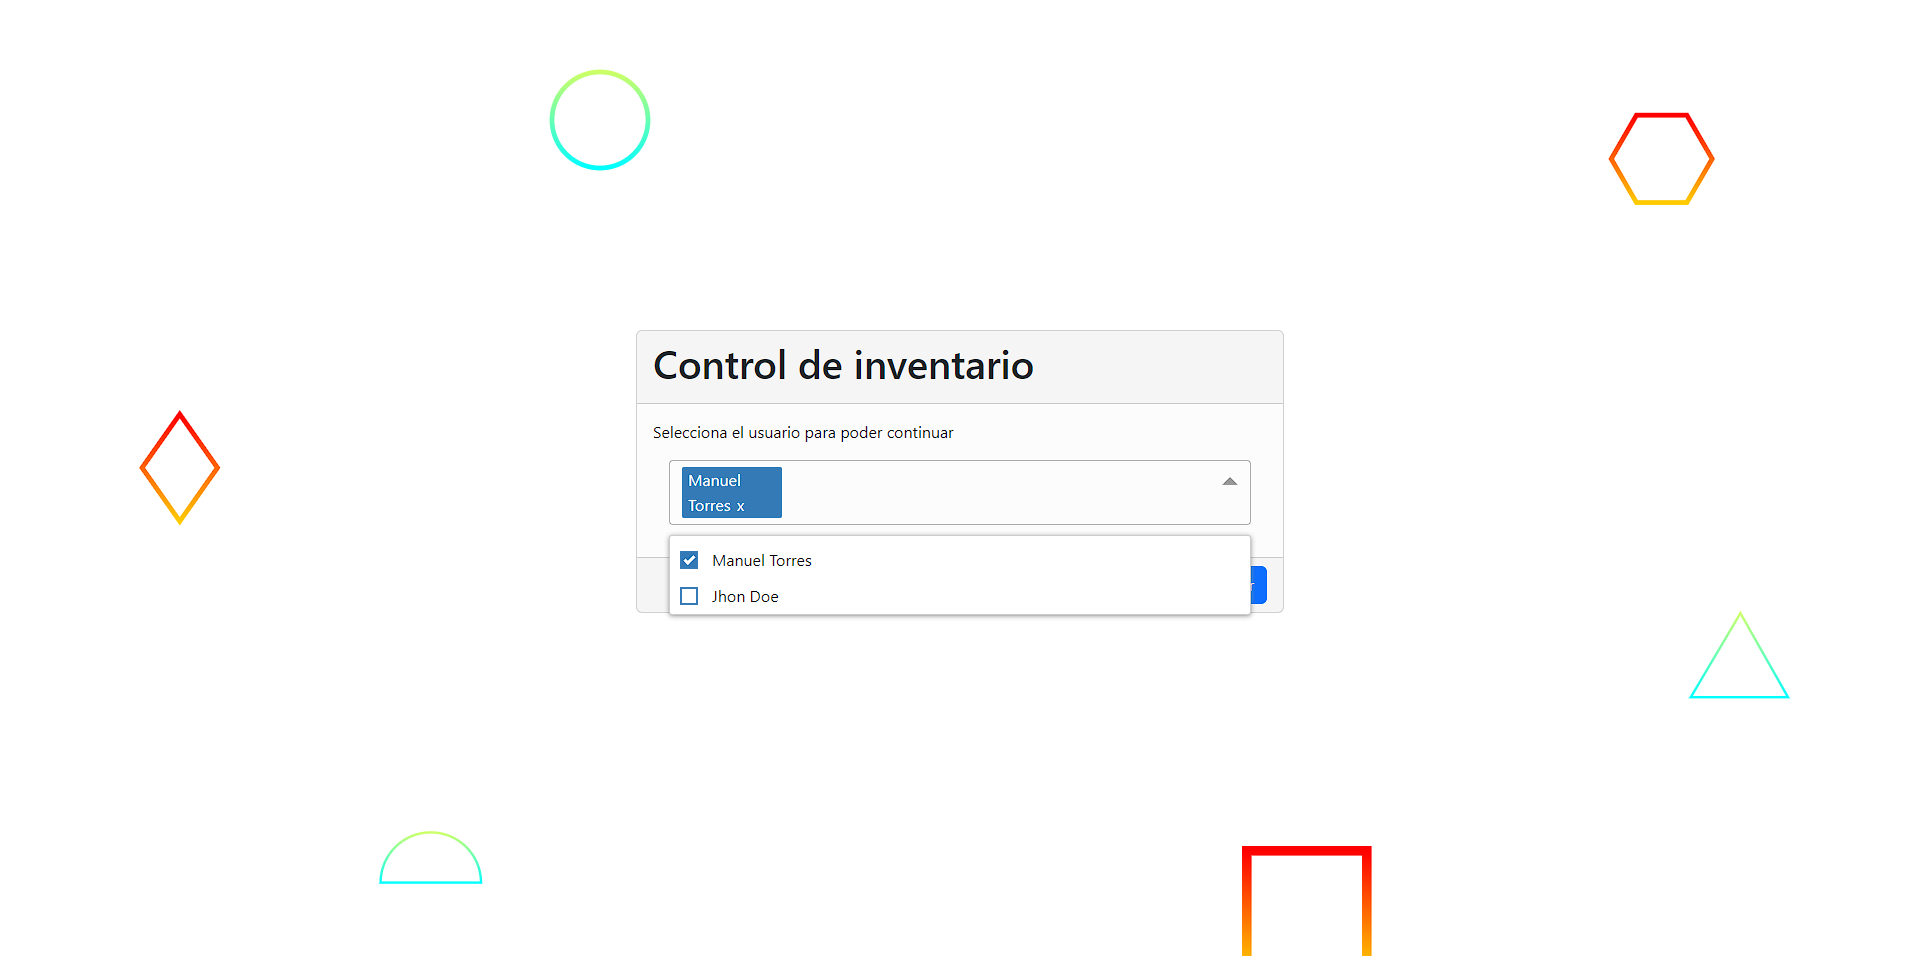 Control de inventario
Selecciona el usuario para poder continuar
Manuel
Torres x
Manuel Torres
Jhon Doe